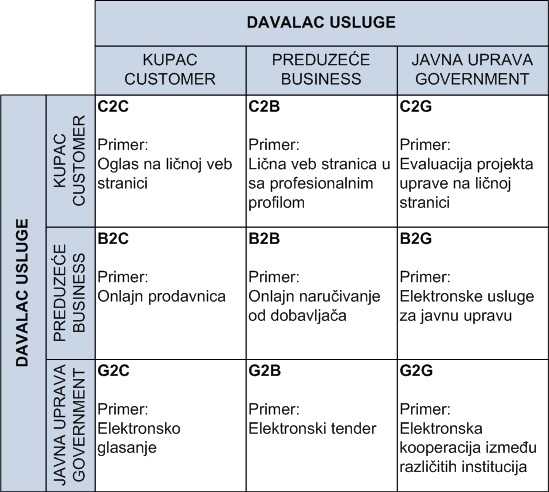 DAVALAC USLUGE
KUPAC
CUSTOMER
PREDUZEĆE
BUSINESS
JAVNA UPRAVA
GOVERNMENT
DAVALAC USLUGE
KUPAC
CUSTOMER
C2C
Primer:
Oglas na ličnoj veb
stranici
C2B
Primer:
Lična veb stranica u
sa profesionalnim
profilom
C2G
Primer:
Evaluacija projekta
uprave na ličnoj
stranici
PREDUZEĆE
BUSINESS
B2C
Primer:
Onlajn prodavnica
B2B
Primer:
Onlajn naručivanje
od dobavljača
B2G
Primer:
Elektronske usluge
za javnu upravu
JAVNA UPRAVA
GOVERNMENT
G2C
Primer:
Elektronsko
glasanje
G2B
Primer:
Elektronski tender
G2G
Primer:
Elektronska
kooperacija između
različitih institucija